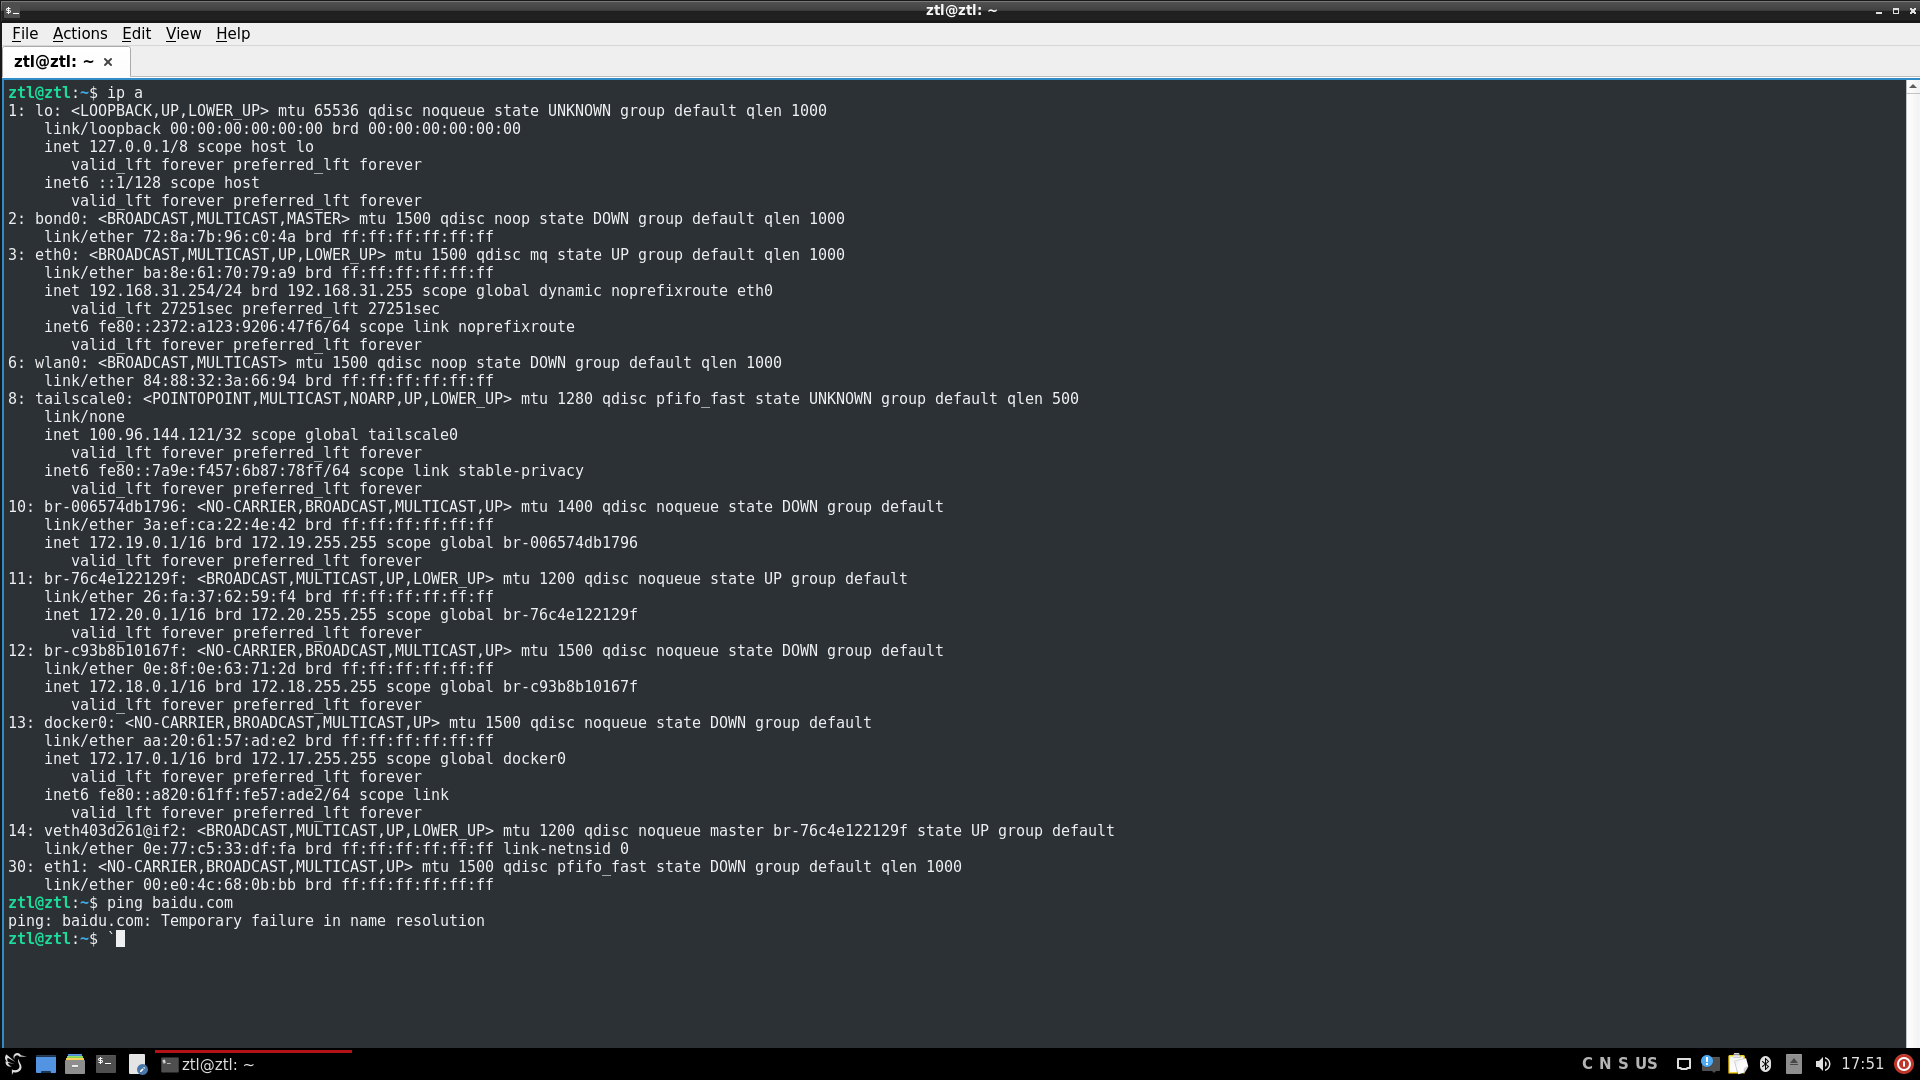 ztl@ztl: ~
File Actions Edit View Help
ztl@ztl: ~ ×
ztl@ztl:~$ ip a
1: lo: <LOOPBACK,UP,LOWER_UP> mtu 65536 qdisc noqueue state UNKNOWN group default qlen 1000
    link/loopback 00:00:00:00:00:00 brd 00:00:00:00:00:00
    inet 127.0.0.1/8 scope host lo
       valid_lft forever preferred_lft forever
    inet6 ::1/128 scope host
       valid_lft forever preferred_lft forever
2: bond0: <BROADCAST,MULTICAST,MASTER> mtu 1500 qdisc noop state DOWN group default qlen 1000
    link/ether 72:8a:7b:96:c0:4a brd ff:ff:ff:ff:ff:ff
3: eth0: <BROADCAST,MULTICAST,UP,LOWER_UP> mtu 1500 qdisc mq state UP group default qlen 1000
    link/ether ba:8e:61:70:79:a9 brd ff:ff:ff:ff:ff:ff
    inet 192.168.31.254/24 brd 192.168.31.255 scope global dynamic noprefixroute eth0
       valid_lft 27251sec preferred_lft 27251sec
    inet6 fe80::2372:a123:9206:47f6/64 scope link noprefixroute
       valid_lft forever preferred_lft forever
6: wlan0: <BROADCAST,MULTICAST> mtu 1500 qdisc noop state DOWN group default qlen 1000
    link/ether 84:88:32:3a:66:94 brd ff:ff:ff:ff:ff:ff
8: tailscale0: <POINTOPOINT,MULTICAST,NOARP,UP,LOWER_UP> mtu 1280 qdisc pfifo_fast state UNKNOWN group default qlen 500
    link/none
    inet 100.96.144.121/32 scope global tailscale0
       valid_lft forever preferred_lft forever
    inet6 fe80::7a9e:f457:6b87:78ff/64 scope link stable-privacy
       valid_lft forever preferred_lft forever
10: br-006574db1796: <NO-CARRIER,BROADCAST,MULTICAST,UP> mtu 1400 qdisc noqueue state DOWN group default
    link/ether 3a:ef:ca:22:4e:42 brd ff:ff:ff:ff:ff:ff
    inet 172.19.0.1/16 brd 172.19.255.255 scope global br-006574db1796
       valid_lft forever preferred_lft forever
11: br-76c4e122129f: <BROADCAST,MULTICAST,UP,LOWER_UP> mtu 1200 qdisc noqueue state UP group default
    link/ether 26:fa:37:62:59:f4 brd ff:ff:ff:ff:ff:ff
    inet 172.20.0.1/16 brd 172.20.255.255 scope global br-76c4e122129f
       valid_lft forever preferred_lft forever
12: br-c93b8b10167f: <NO-CARRIER,BROADCAST,MULTICAST,UP> mtu 1500 qdisc noqueue state DOWN group default
    link/ether 0e:8f:0e:63:71:2d brd ff:ff:ff:ff:ff:ff
    inet 172.18.0.1/16 brd 172.18.255.255 scope global br-c93b8b10167f
       valid_lft forever preferred_lft forever
13: docker0: <NO-CARRIER,BROADCAST,MULTICAST,UP> mtu 1500 qdisc noqueue state DOWN group default
    link/ether aa:20:61:57:ad:e2 brd ff:ff:ff:ff:ff:ff
    inet 172.17.0.1/16 brd 172.17.255.255 scope global docker0
       valid_lft forever preferred_lft forever
    inet6 fe80::a820:61ff:fe57:ade2/64 scope link
       valid_lft forever preferred_lft forever
14: veth403d261@if2: <BROADCAST,MULTICAST,UP,LOWER_UP> mtu 1200 qdisc noqueue master br-76c4e122129f state UP group default
    link/ether 0e:77:c5:33:df:fa brd ff:ff:ff:ff:ff:ff link-netnsid 0
30: eth1: <NO-CARRIER,BROADCAST,MULTICAST,UP> mtu 1500 qdisc pfifo_fast state DOWN group default qlen 1000
    link/ether 00:e0:4c:68:0b:bb brd ff:ff:ff:ff:ff:ff
ztl@ztl:~$ ping baidu.com
ping: baidu.com: Temporary failure in name resolution
ztl@ztl:~$ `
ztl@ztl: ~ C N S US 17:51